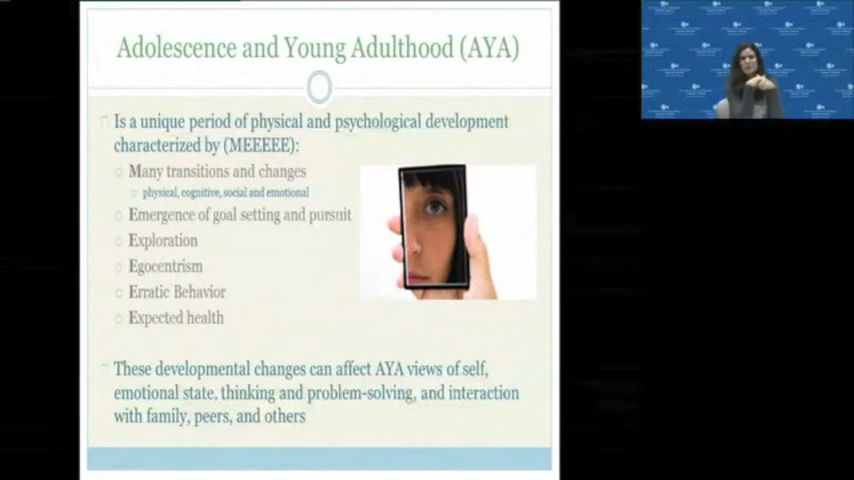 Adolescence and Young Adulthood (AYA)
Is a unique period of physical and psychological development
characterized by (MEEEEE):
Many transitions and changes
physical, cognitive, social and emotional
Emergence of goal setting and pursuit
Exploration
Egocentrism
Erratic Behavior
Expected health
These developmental changes can affect AYA views of self,
emotional state, thinking and problem-solving, and interaction
with family, peers, and others